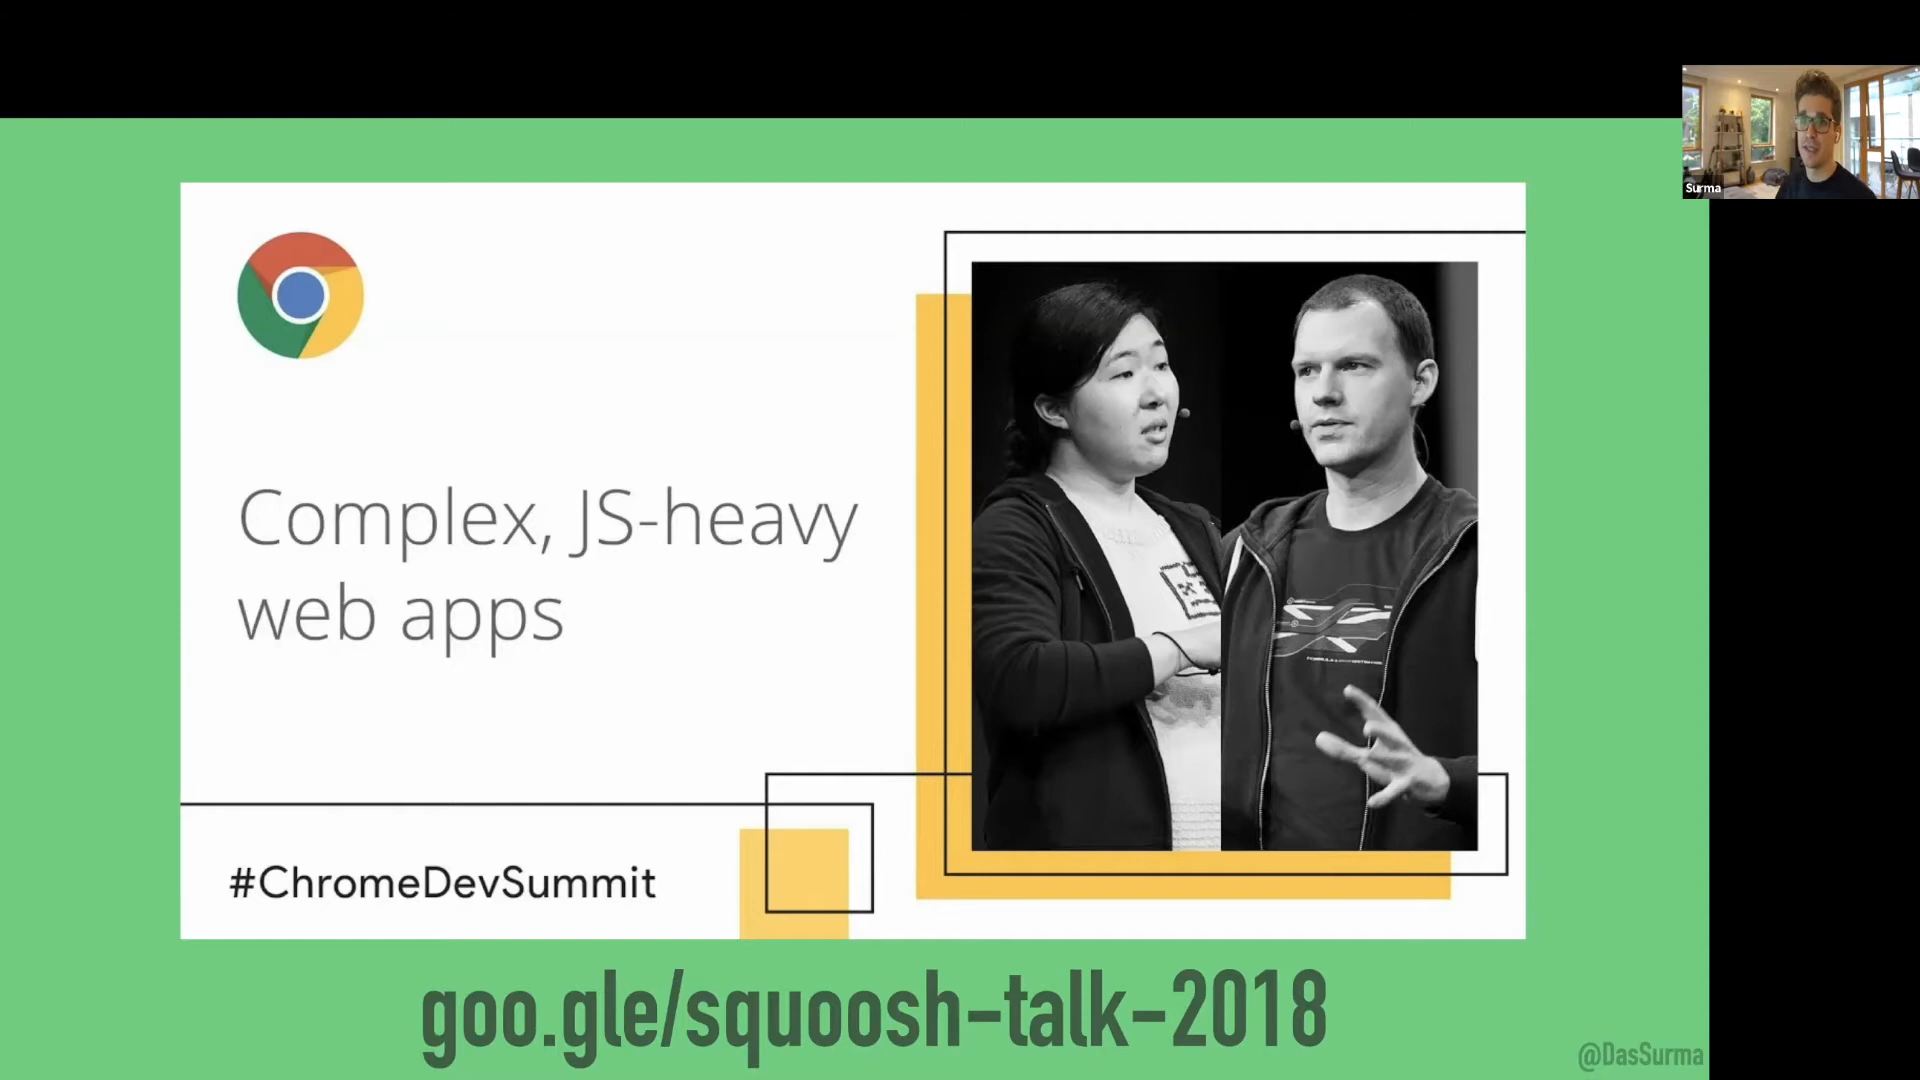 Surma
Complex, JS-heavy
web apps
#ChromeDevSummit
goo.gle/squoosh-talk-2018
@DasSurma